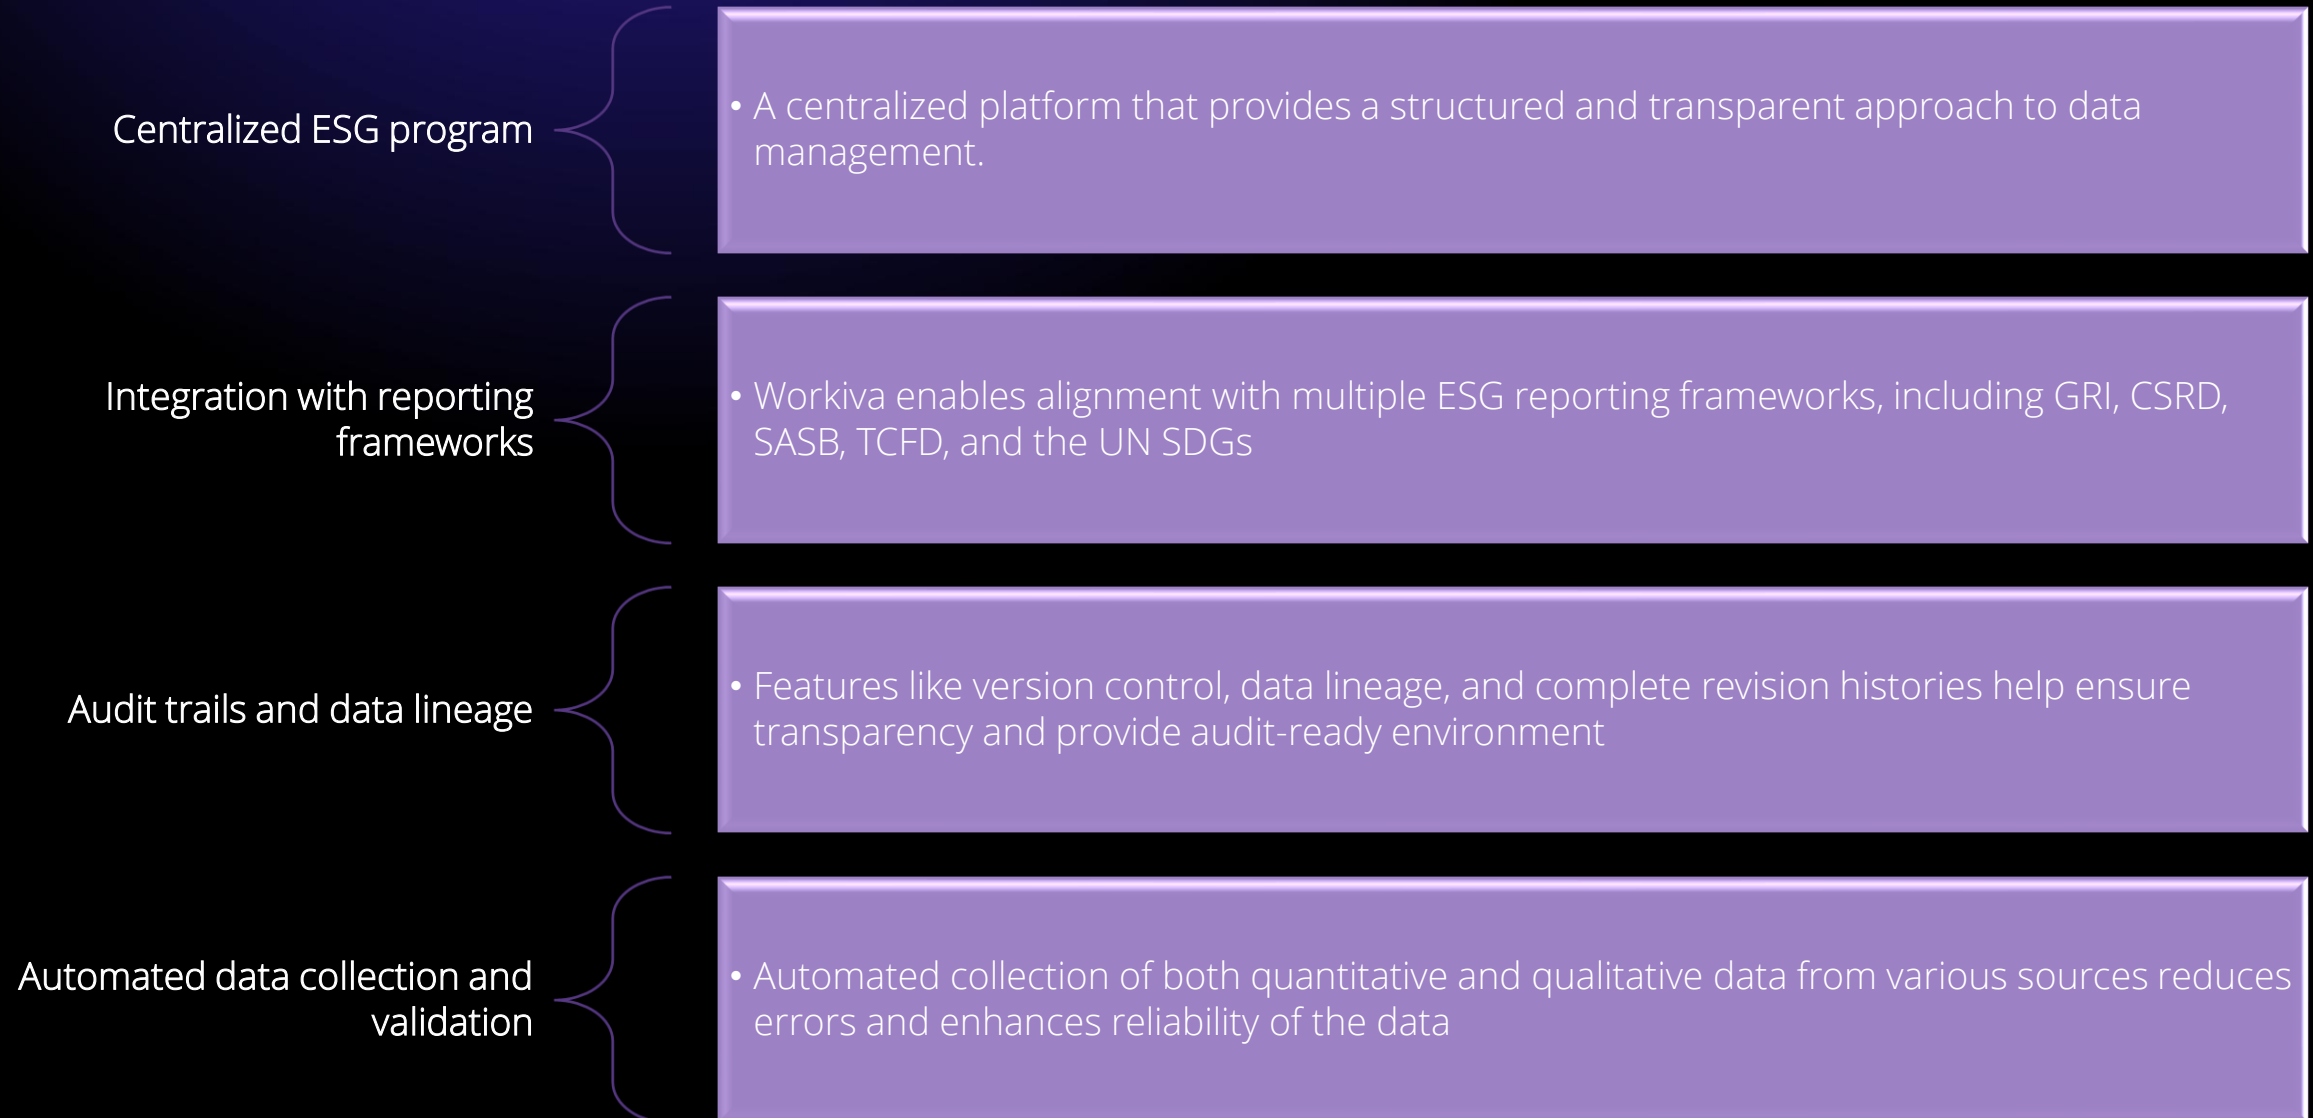 Centralized ESG program
• A centralized platform that provides a structured and transparent approach to data
management.
Integration with reporting
frameworks
• Workiva enables alignment with multiple ESG reporting frameworks, including GRI, CSRD,
SASB, TCFD, and the UN SDGs
Audit trails and data lineage
• Features like version control, data lineage, and complete revision histories help ensure
transparency and provide audit-ready environment
Automated data collection and
validation
• Automated collection of both quantitative and qualitative data from various sources reduces
errors and enhances reliability of the data